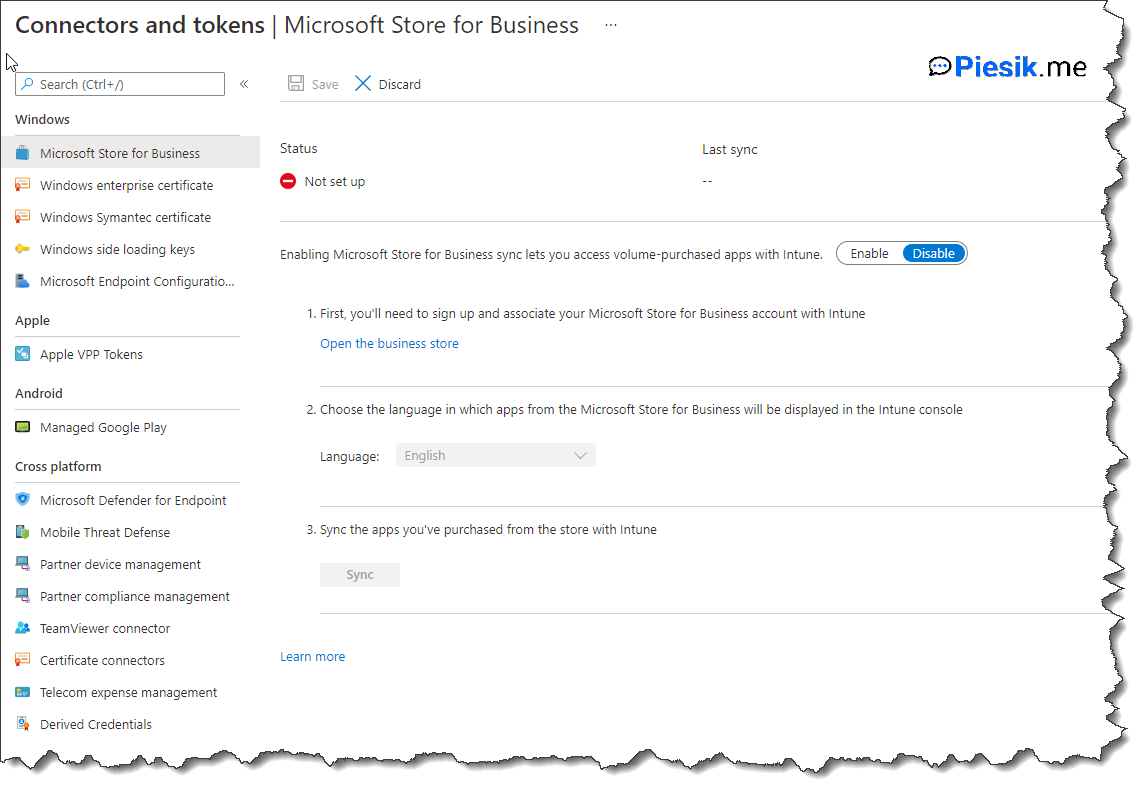 Connectors and tokens | Microsoft Store for Business ...
Piesik.me
Search (Ctrl+/)
«
Save
Discard
Windows
Microsoft Store for Business
Windows enterprise certificate
Windows Symantec certificate
Windows side loading keys
Microsoft Endpoint Configuratio...
Apple
Apple VPP Tokens
Android
Managed Google Play
Cross platform
Microsoft Defender for Endpoint
Mobile Threat Defense
Partner device management
Partner compliance management
TeamViewer connector
Certificate connectors
Telecom expense management
Derived Credentials
Status
Last sync
Not set up
--
Enabling Microsoft Store for Business sync lets you access volume-purchased apps with Intune.
Enable
Disable
1. First, you'll need to sign up and associate your Microsoft Store for Business account with Intune
Open the business store
2. Choose the language in which apps from the Microsoft Store for Business will be displayed in the Intune console
Language:
English
3. Sync the apps you've purchased from the store with Intune
Sync
Learn more